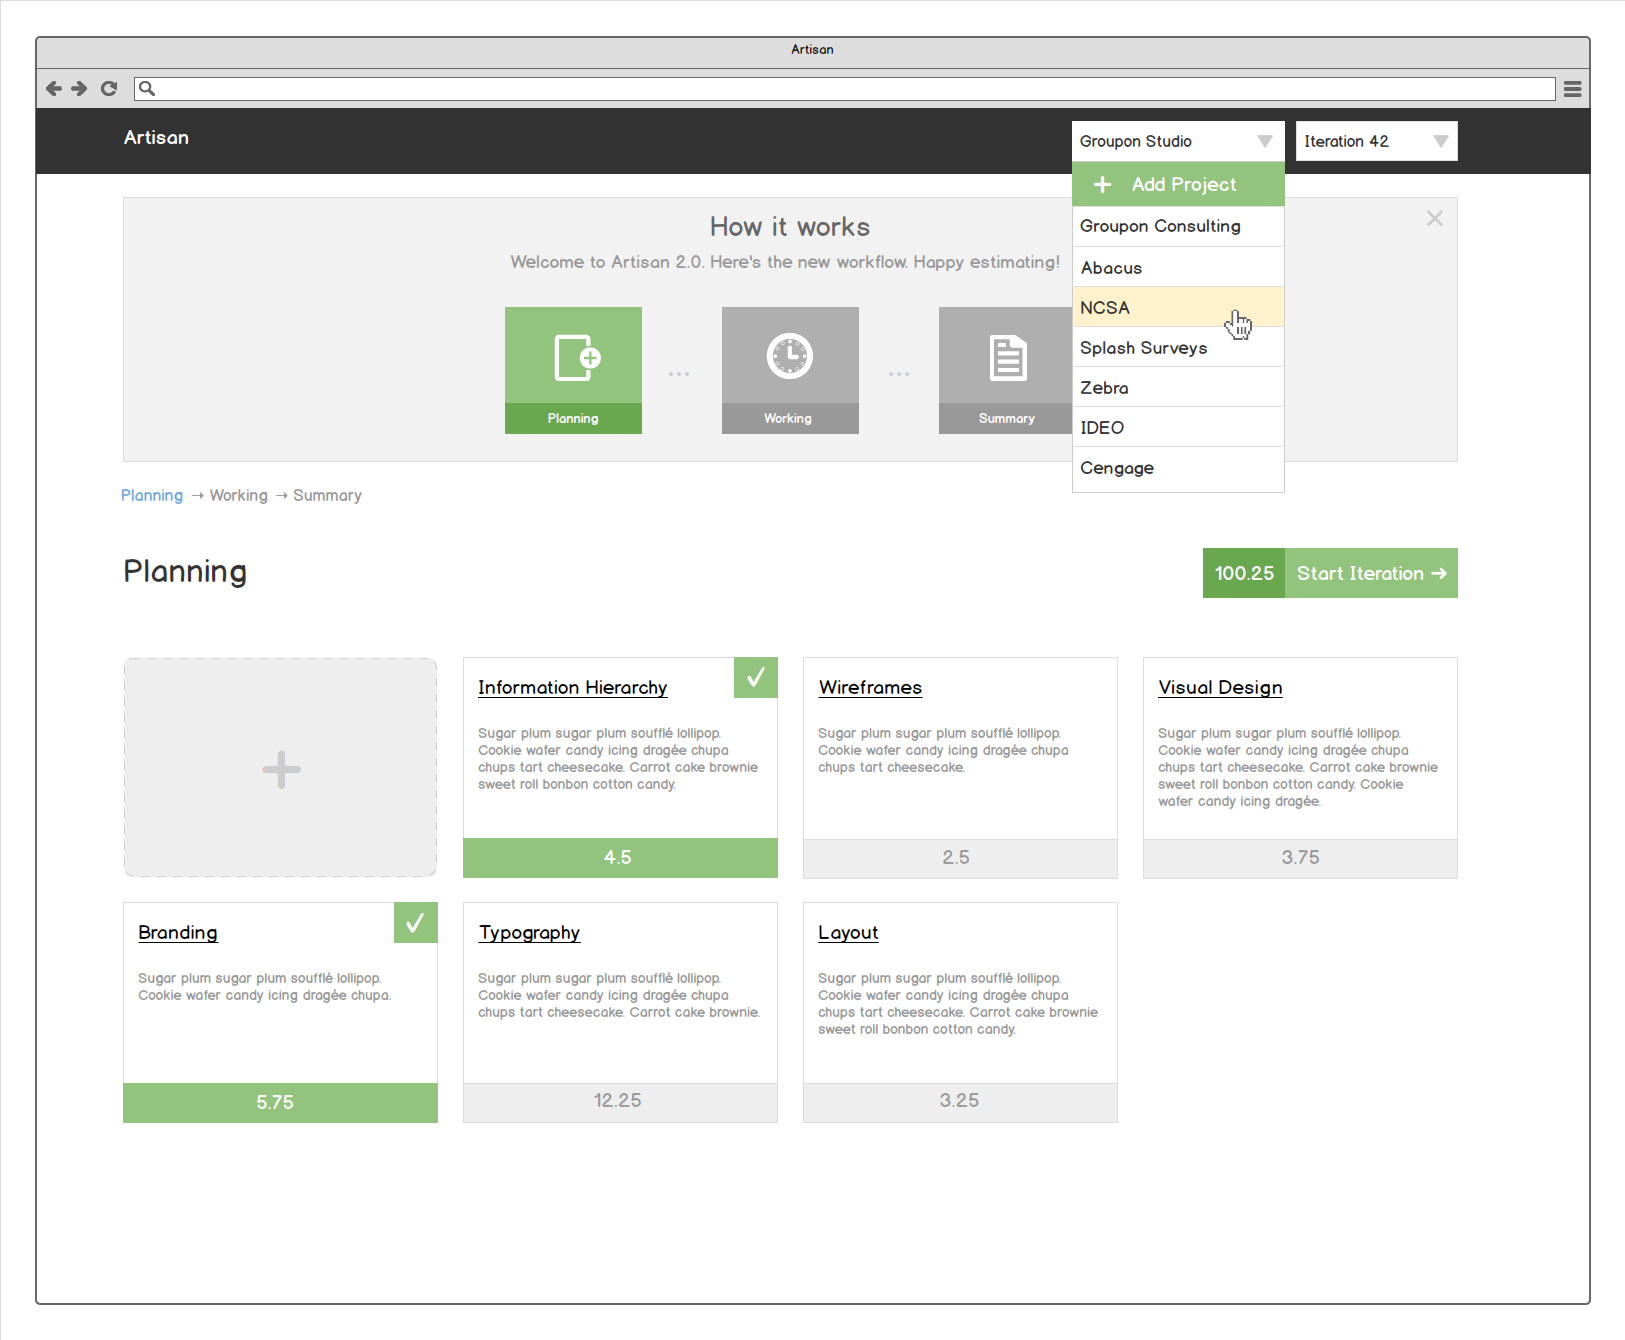 Artisan
Artisan
Groupon Studio
Iteration 42
Add Project
Groupon Consulting
Abacus
NCSA
Splash Surveys
Zebra
IDEO
Cengage
How it works
Welcome to Artisan 2.0. Here's the new workflow. Happy estimating!
...
...
Planning
Working
Summary
Planning → Working → Summary
Planning
100.25
Start Iteration →
Information Hierarchy
Sugar plum sugar plum soufflé lollipop.
Cookie wafer candy icing dragée chupa
chups tart cheesecake. Carrot cake brownie
sweet roll bonbon cotton candy.
4.5
Wireframes
Sugar plum sugar plum soufflé lollipop.
Cookie wafer candy icing dragée chupa
chups tart cheesecake.
2.5
Visual Design
Sugar plum sugar plum soufflé lollipop.
Cookie wafer candy icing dragée chupa
chups tart cheesecake. Carrot cake brownie
sweet roll bonbon cotton candy. Cookie
wafer candy icing dragée.
3.75
Branding
Sugar plum sugar plum soufflé lollipop.
Cookie wafer candy icing dragée chupa.
5.75
Typography
Sugar plum sugar plum soufflé lollipop.
Cookie wafer candy icing dragée chupa
chups tart cheesecake. Carrot cake brownie.
12.25
Layout
Sugar plum sugar plum soufflé lollipop.
Cookie wafer candy icing dragée chupa
chups tart cheesecake. Carrot cake brownie
sweet roll bonbon cotton candy.
3.25